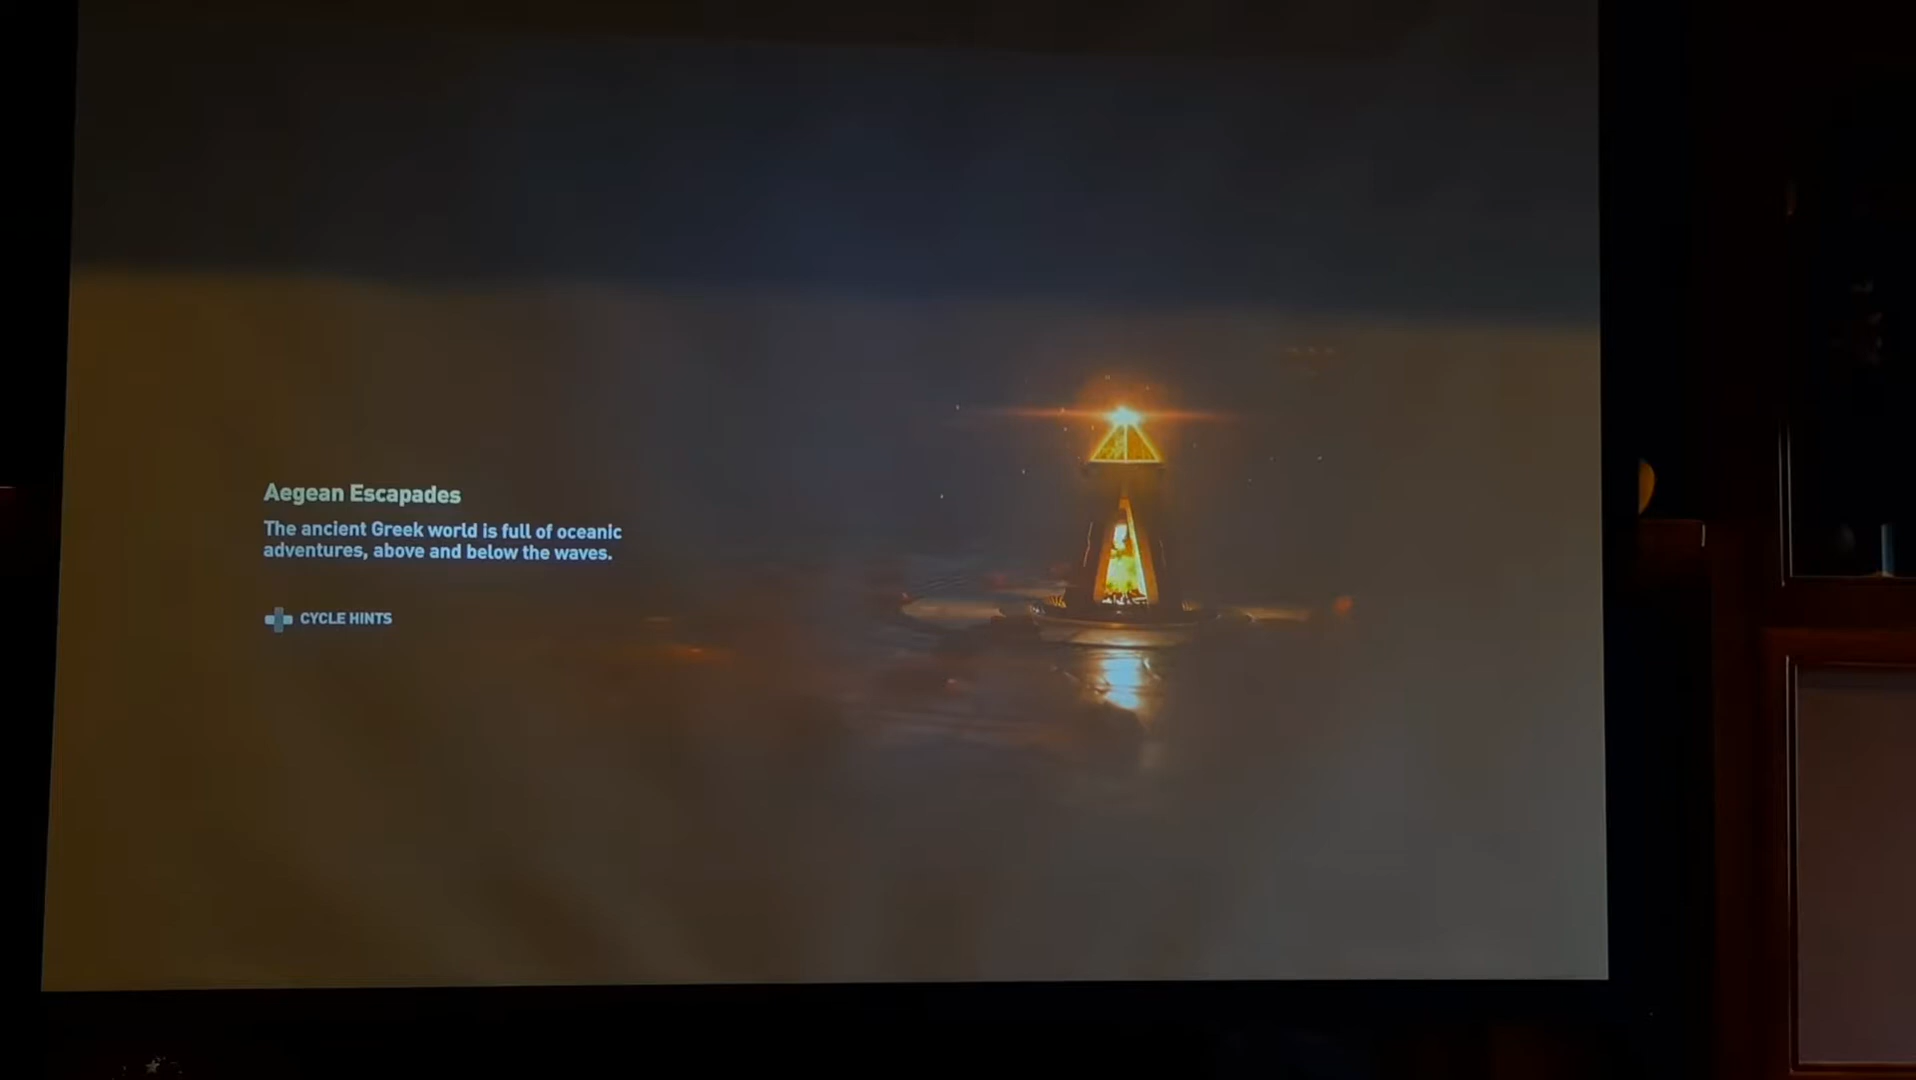 Aegean Escapades
The ancient Greek world is full of oceanic
adventures, above and below the waves.
CYCLE HINTS